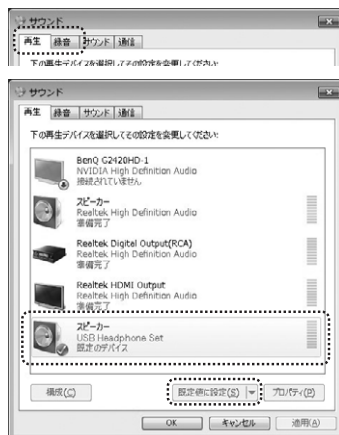 サウンド
再生 録音 サウンド 通信
下の再生デバイスを選択してその設定を変更してください:
サウンド
再生 録音 サウンド 通信
下の再生デバイスを選択してその設定を変更してください:
BenQ G2420HD-1
NVIDIA High Definition Audio
接続されていません
スピーカー
Realtek High Definition Audio
準備完了
Realtek Digital Output(RCA)
Realtek High Definition Audio
準備完了
Realtek HDMI Output
Realtek High Definition Audio
準備完了
スピーカー
USB Headphone Set
既定のデバイス
構成(C) 既定値に設定(S) プロパティ(P)
OK キャンセル 適用(A)